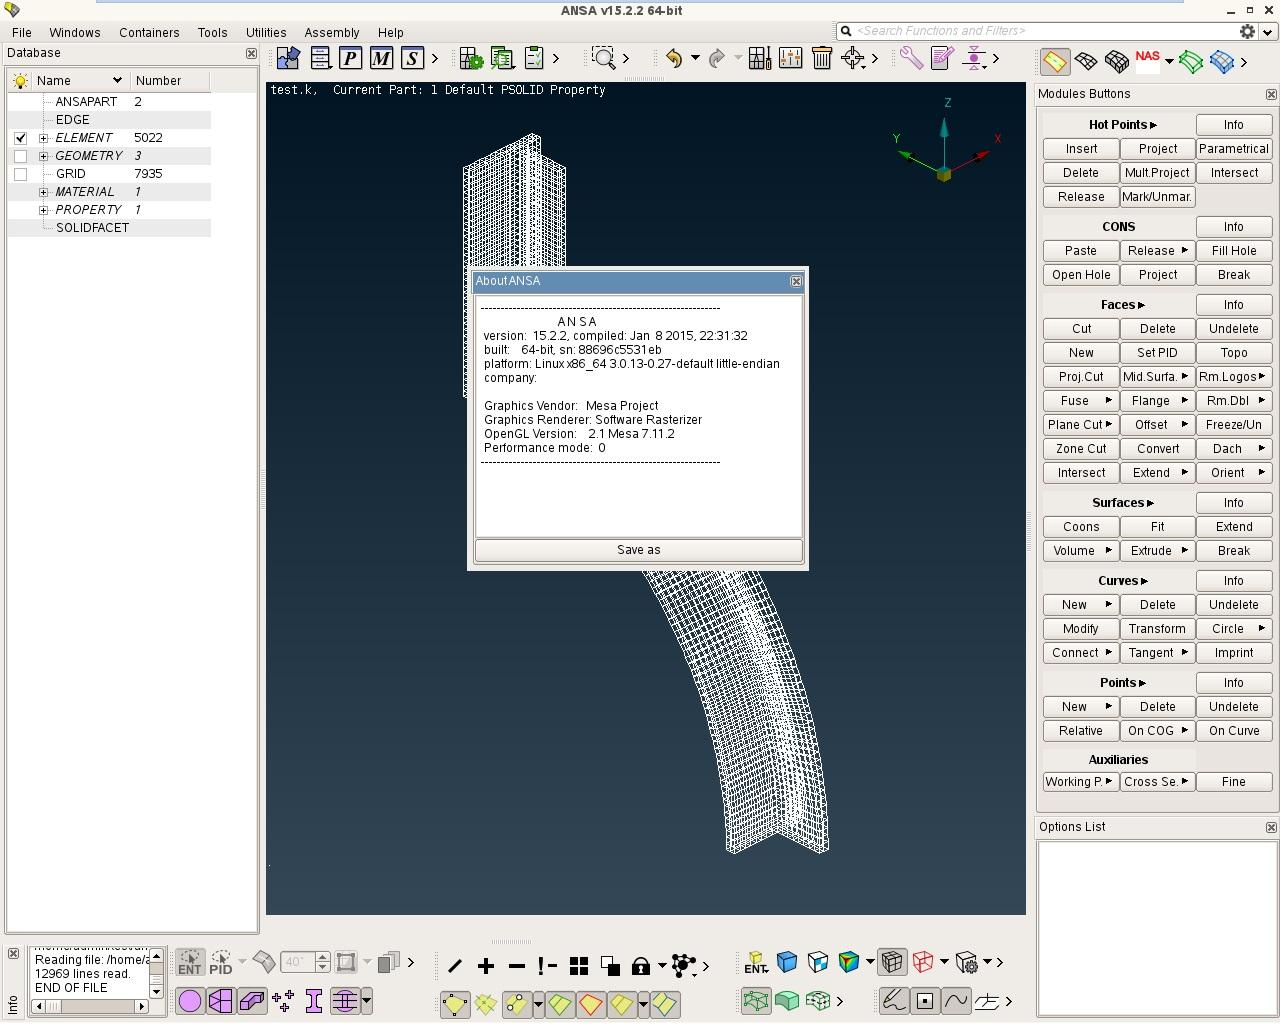 ANSA v15.2.2 64-bit
File Windows Containers Tools Utilities Assembly Help
<Search Functions and Filters>
Database
Name Number
ANSAPART 2
EDGE
ELEMENT 5022
GEOMETRY 3
GRID 7935
MATERIAL 1
PROPERTY 1
SOLIDFACET
P M S
NAS
test.k, Current Part: 1 Default PSOLID Property
Z
Y X
About ANSA
------------------------------------------------------------
A N S A
version: 15.2.2, compiled: Jan 8 2015, 22:31:32
built: 64-bit, sn: 88696c5531eb
platform: Linux x86_64 3.0.13-0.27-default little-endian
company:
Graphics Vendor: Mesa Project
Graphics Renderer: Software Rasterizer
OpenGL Version: 2.1 Mesa 7.11.2
Performance mode: 0
------------------------------------------------------------
Save as
Modules Buttons
Hot Points Info
Insert Project Parametrical
Delete Mult.Project Intersect
Release Mark/Unmar.
CONS Info
Paste Release Fill Hole
Open Hole Project Break
Faces Info
Cut Delete Undelete
New Set PID Topo
Proj.Cut Mid.Surfa. Rm.Logos
Fuse Flange Rm.Dbl
Plane Cut Offset Freeze/Un
Zone Cut Convert Dach
Intersect Extend Orient
Surfaces Info
Coons Fit Extend
Volume Extrude Break
Curves Info
New Delete Undelete
Modify Transform Circle
Connect Tangent Imprint
Points Info
New Delete Undelete
Relative On COG On Curve
Auxiliaries
Working P. Cross Se. Fine
Options List
Info
Reading file: /home/a
12969 lines read.
END OF FILE
ENT PID 40°
ENT